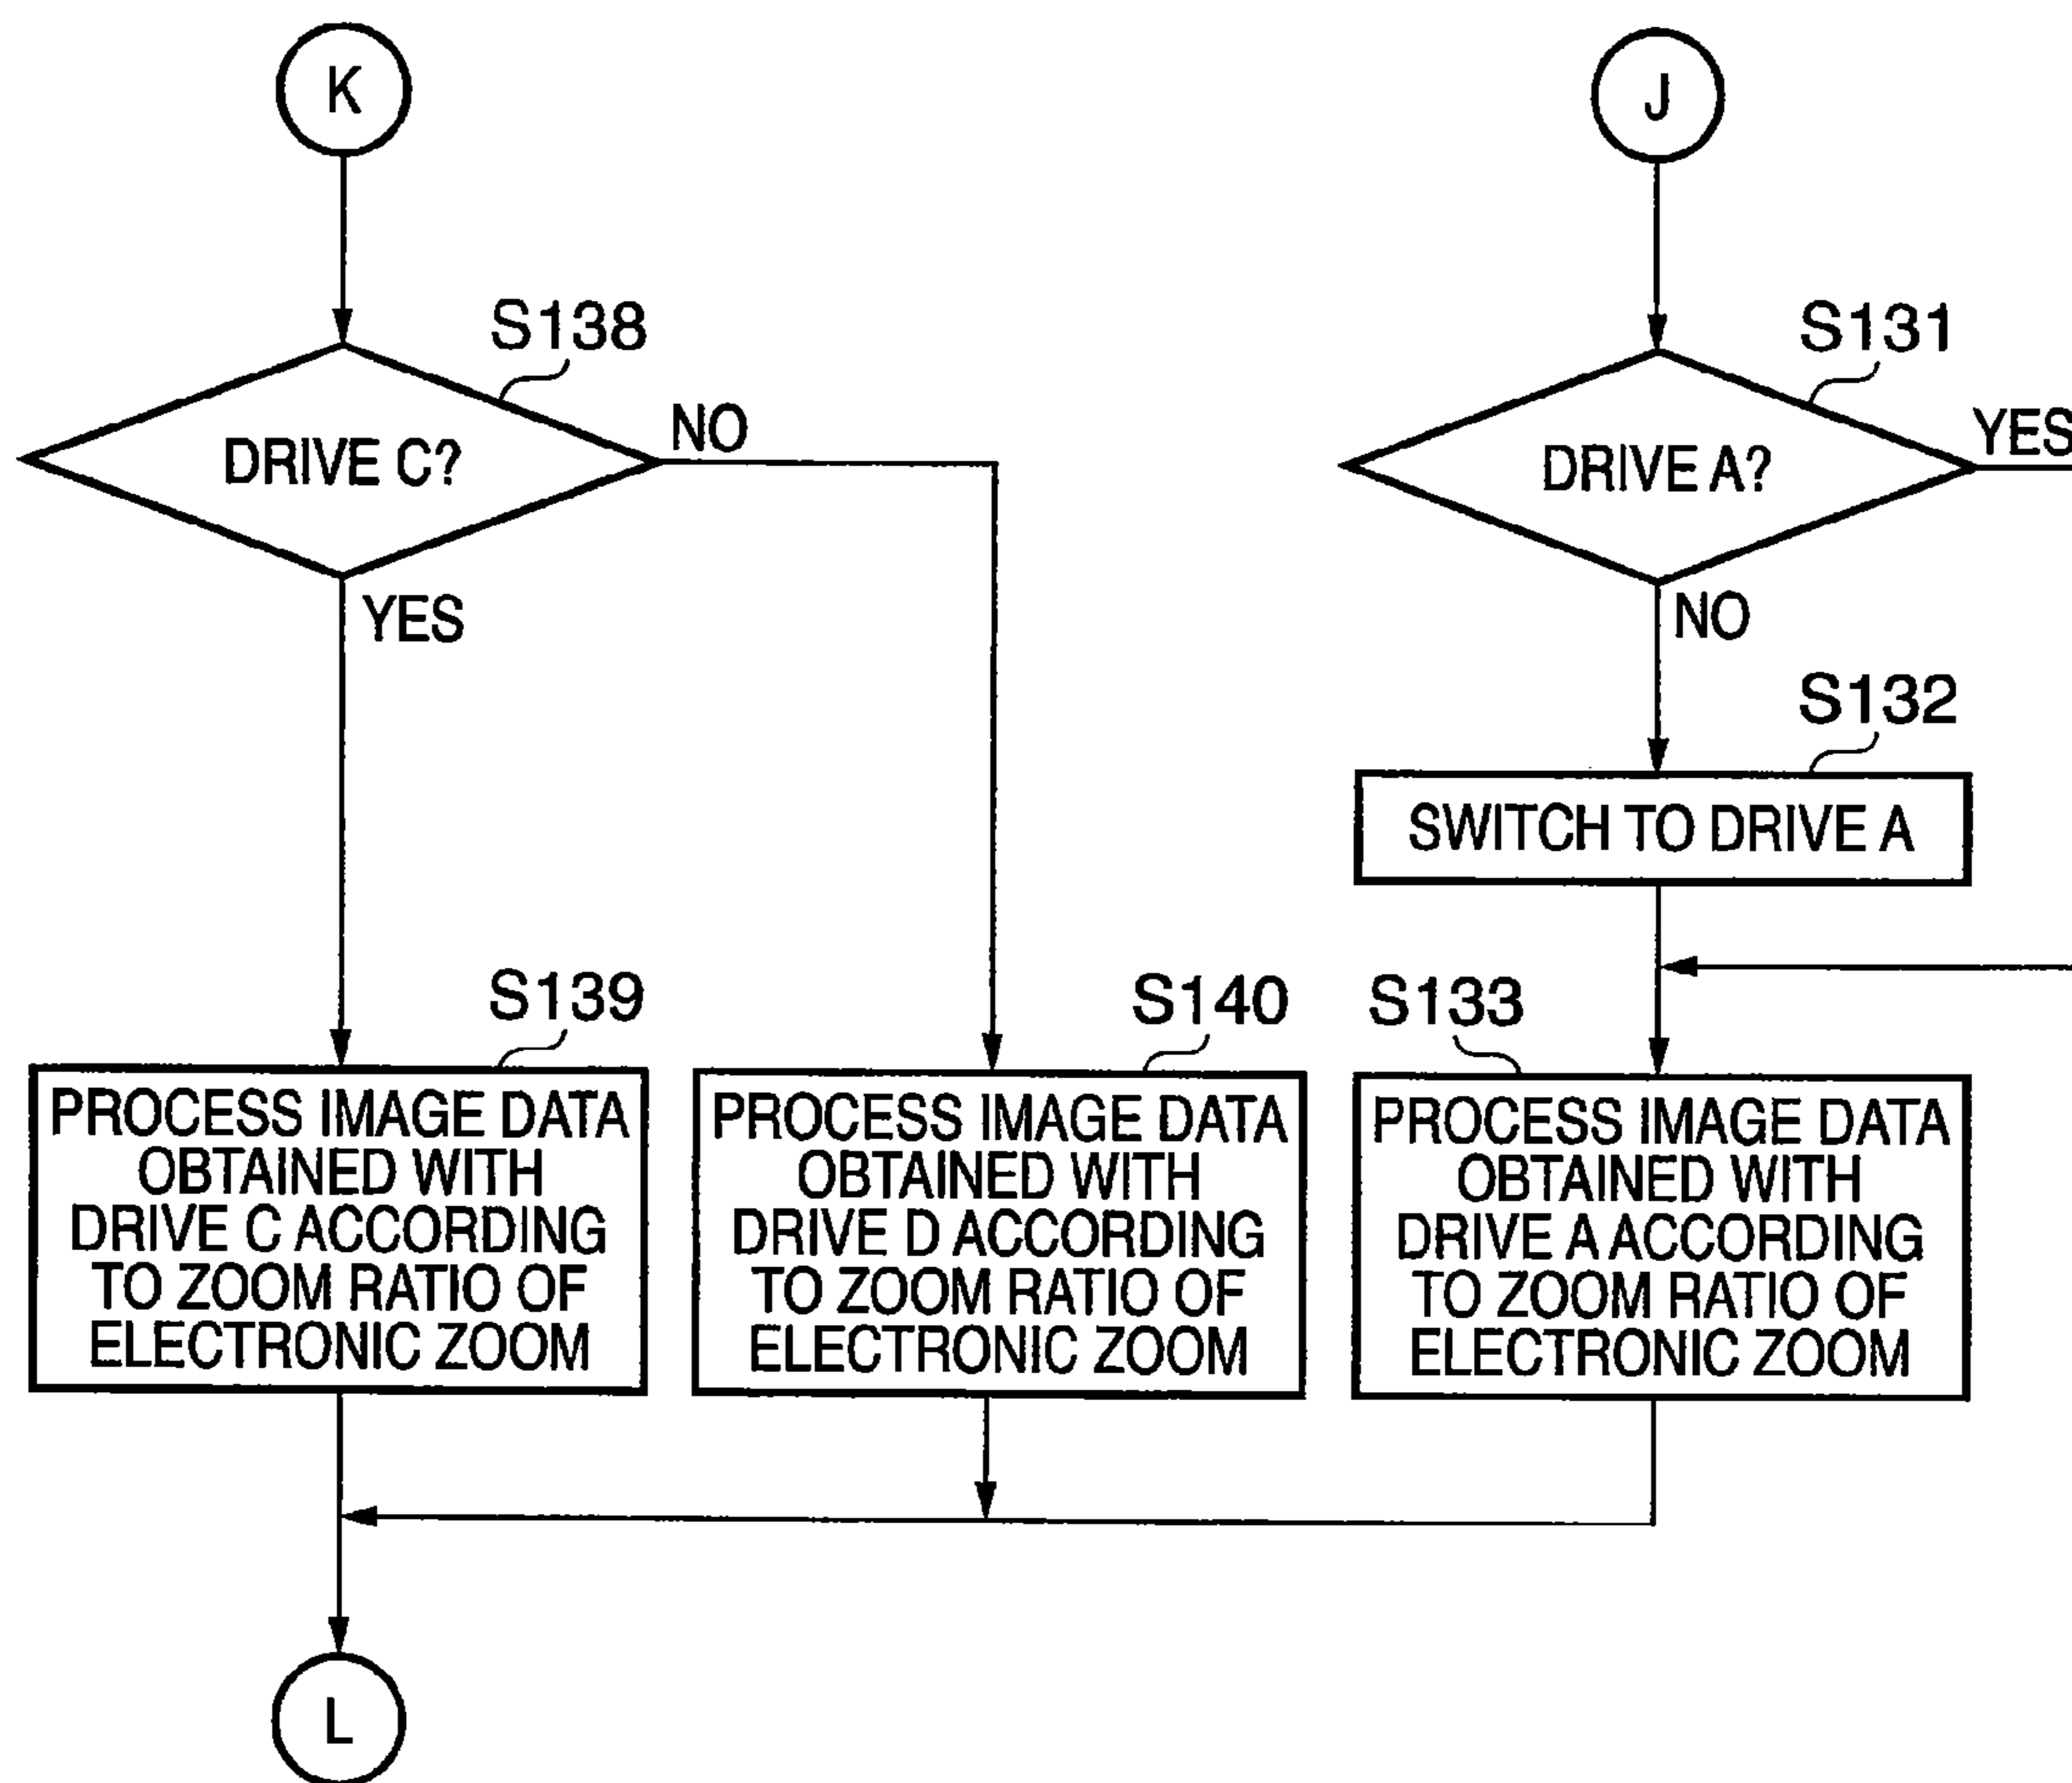 K
S138
DRIVE C?
NO
YES
S139
PROCESS IMAGE DATA
OBTAINED WITH
DRIVE C ACCORDING
TO ZOOM RATIO OF
ELECTRONIC ZOOM
S140
PROCESS IMAGE DATA
OBTAINED WITH
DRIVE D ACCORDING
TO ZOOM RATIO OF
ELECTRONIC ZOOM
J
S131
DRIVE A?
YES
NO
S132
SWITCH TO DRIVE A
S133
PROCESS IMAGE DATA
OBTAINED WITH
DRIVE A ACCORDING
TO ZOOM RATIO OF
ELECTRONIC ZOOM
L